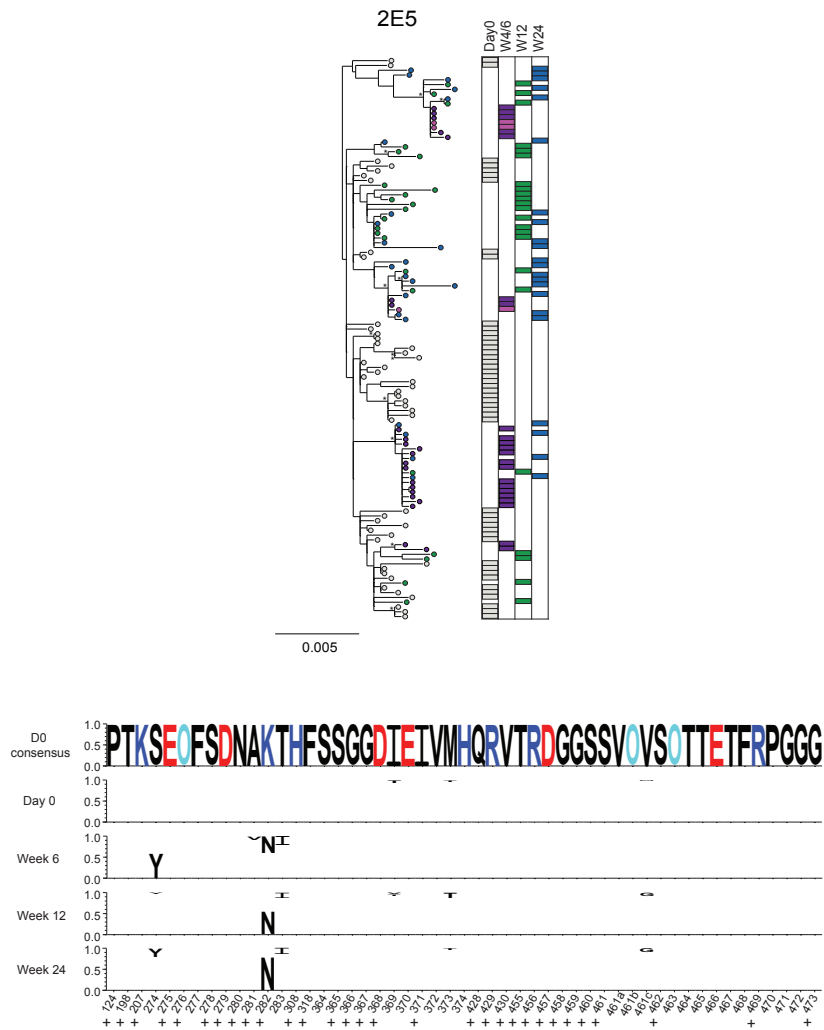 2E5
Day0 W4/6 W12 W24
0.005
D0 consensus
1.0 0.5 0.0
PTKSEOFSDNAKTHFSSGGDIEIVMHQRVTRDGGSSVOVSOTTETFRPGGG
Day 0
1.0 0.5 0.0
T T
Week 6
1.0 0.5 0.0
Y V N I
Week 12
1.0 0.5 0.0
I N T G
Week 24
1.0 0.5 0.0
Y N I T G
+ 124 + 198 + 207 274 + 275 + 276 277 + 278 + 279 + 280 + 281 + 282 283 + 308 + 318 364 + 365 + 366 + 367 + 368 369 370 + 371 372 373 374 + 428 + 429 + 430 + 455 + 456 + 457 + 458 + 459 + 460 + 461 461a 461b 461c + 462 463 464 465 466 467 468 + 469 470 471 472 + 473